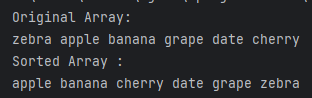 Original Array:
zebra apple banana grape date cherry
Sorted Array :
apple banana cherry date grape zebra